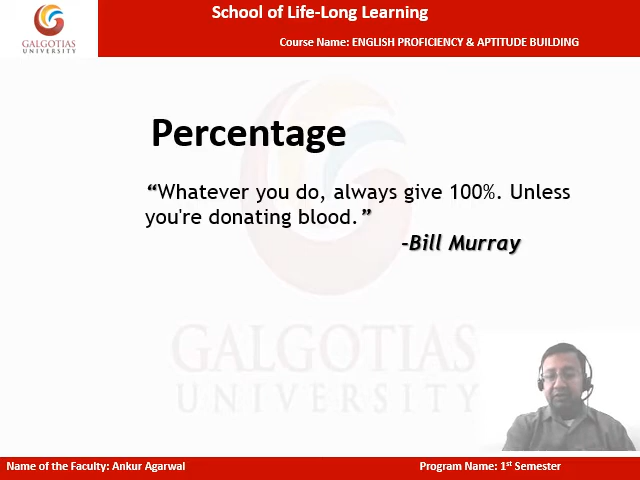 School of Life-Long Learning
GALGOTIAS
UNIVERSITY
Course Name: ENGLISH PROFICIENCY & APTITUDE BUILDING
Percentage
“Whatever you do, always give 100%. Unless
you're donating blood.”
-Bill Murray
GALGOTIAS
UNIVERSITY
Name of the Faculty: Ankur Agarwal
Program Name: 1st Semester